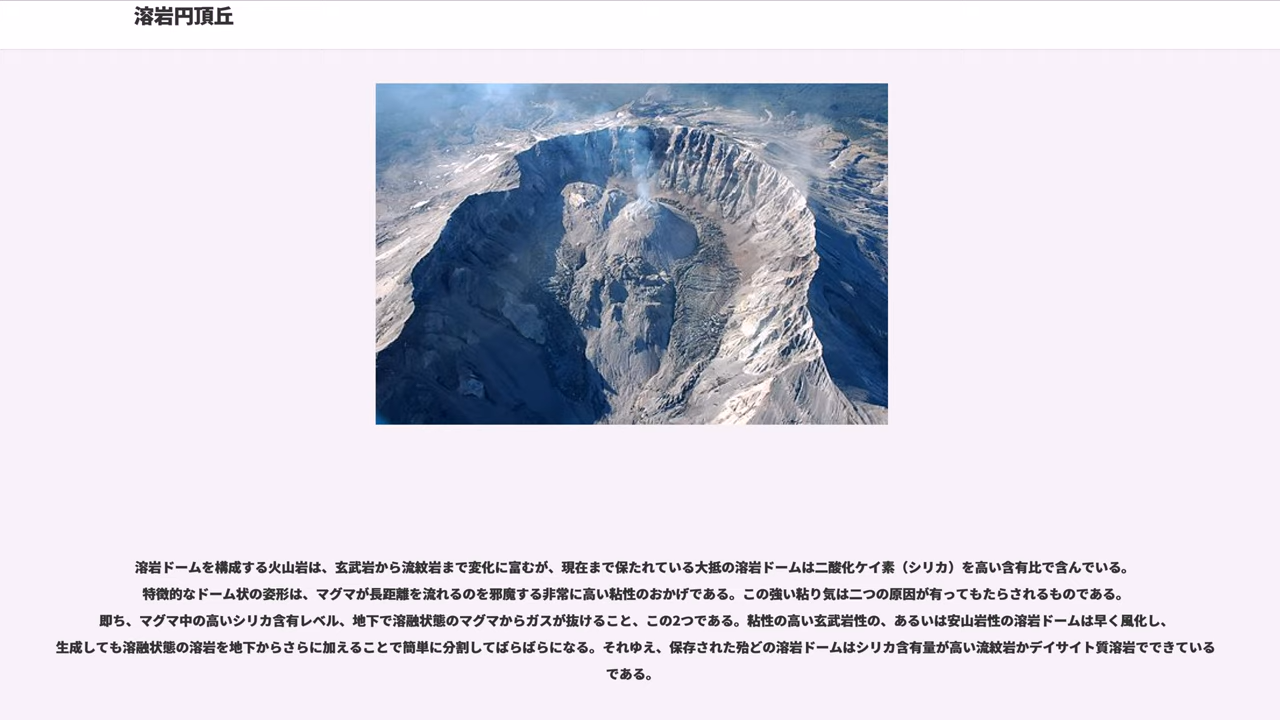 溶岩円頂丘
溶岩ドームを構成する火山岩は、玄武岩から流紋岩まで変化に富むが、現在まで保たれている大抵の溶岩ドームは二酸化ケイ素（シリカ）を高い含有比で含んでいる。
特徴的なドーム状の姿形は、マグマが長距離を流れるのを邪魔する非常に高い粘性のおかげである。この強い粘り気は二つの原因が有ってもたらされるものである。
即ち、マグマ中の高いシリカ含有レベル、地下で溶融状態のマグマからガスが抜けること、この2つである。粘性の高い玄武岩性の、あるいは安山岩性の溶岩ドームは早く風化し、
生成しても溶融状態の溶岩を地下からさらに加えることで簡単に分割してばらばらになる。それゆえ、保存された殆どの溶岩ドームはシリカ含有量が高い流紋岩かデイサイト質溶岩でできている
である。